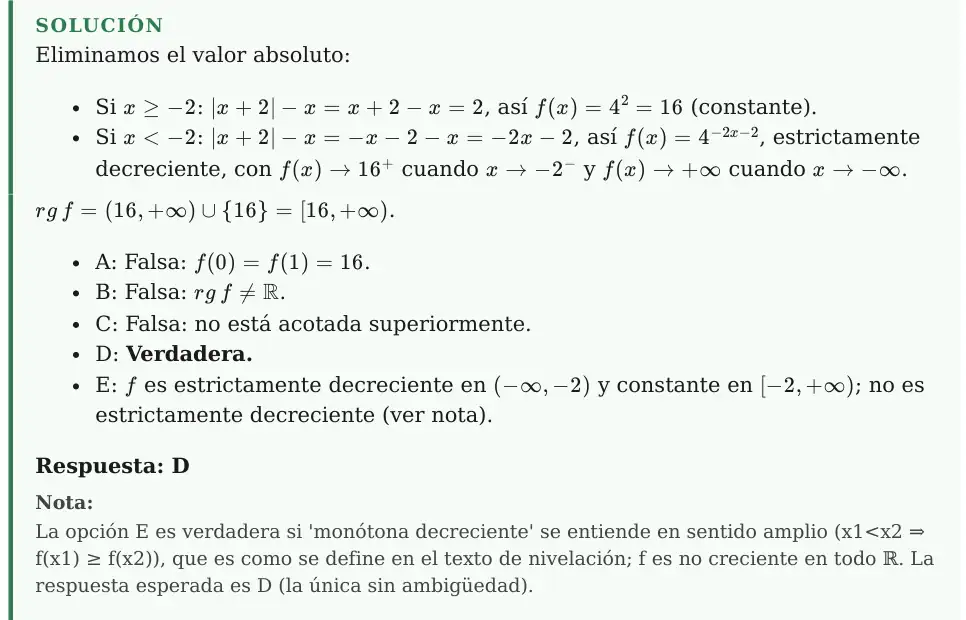 SOLUCIÓN
Eliminamos el valor absoluto:
• Si x ≥ −2: |x + 2| − x = x + 2 − x = 2, así f(x) = 4² = 16 (constante).
• Si x < −2: |x + 2| − x = −x − 2 − x = −2x − 2, así f(x) = 4⁻²ˣ⁻², estrictamente
decreciente, con f(x) → 16⁺ cuando x → −2⁻ y f(x) → +∞ cuando x → −∞.
rg f = (16, +∞) ∪ {16} = [16, +∞).
• A: Falsa: f(0) = f(1) = 16.
• B: Falsa: rg f ≠ ℝ.
• C: Falsa: no está acotada superiormente.
• D: Verdadera.
• E: f es estrictamente decreciente en (−∞, −2) y constante en [−2, +∞); no es
estrictamente decreciente (ver nota).
Respuesta: D
Nota:
La opción E es verdadera si 'monótona decreciente' se entiende en sentido amplio (x1<x2 ⇒
f(x1) ≥ f(x2)), que es como se define en el texto de nivelación; f es no creciente en todo ℝ. La
respuesta esperada es D (la única sin ambigüedad).